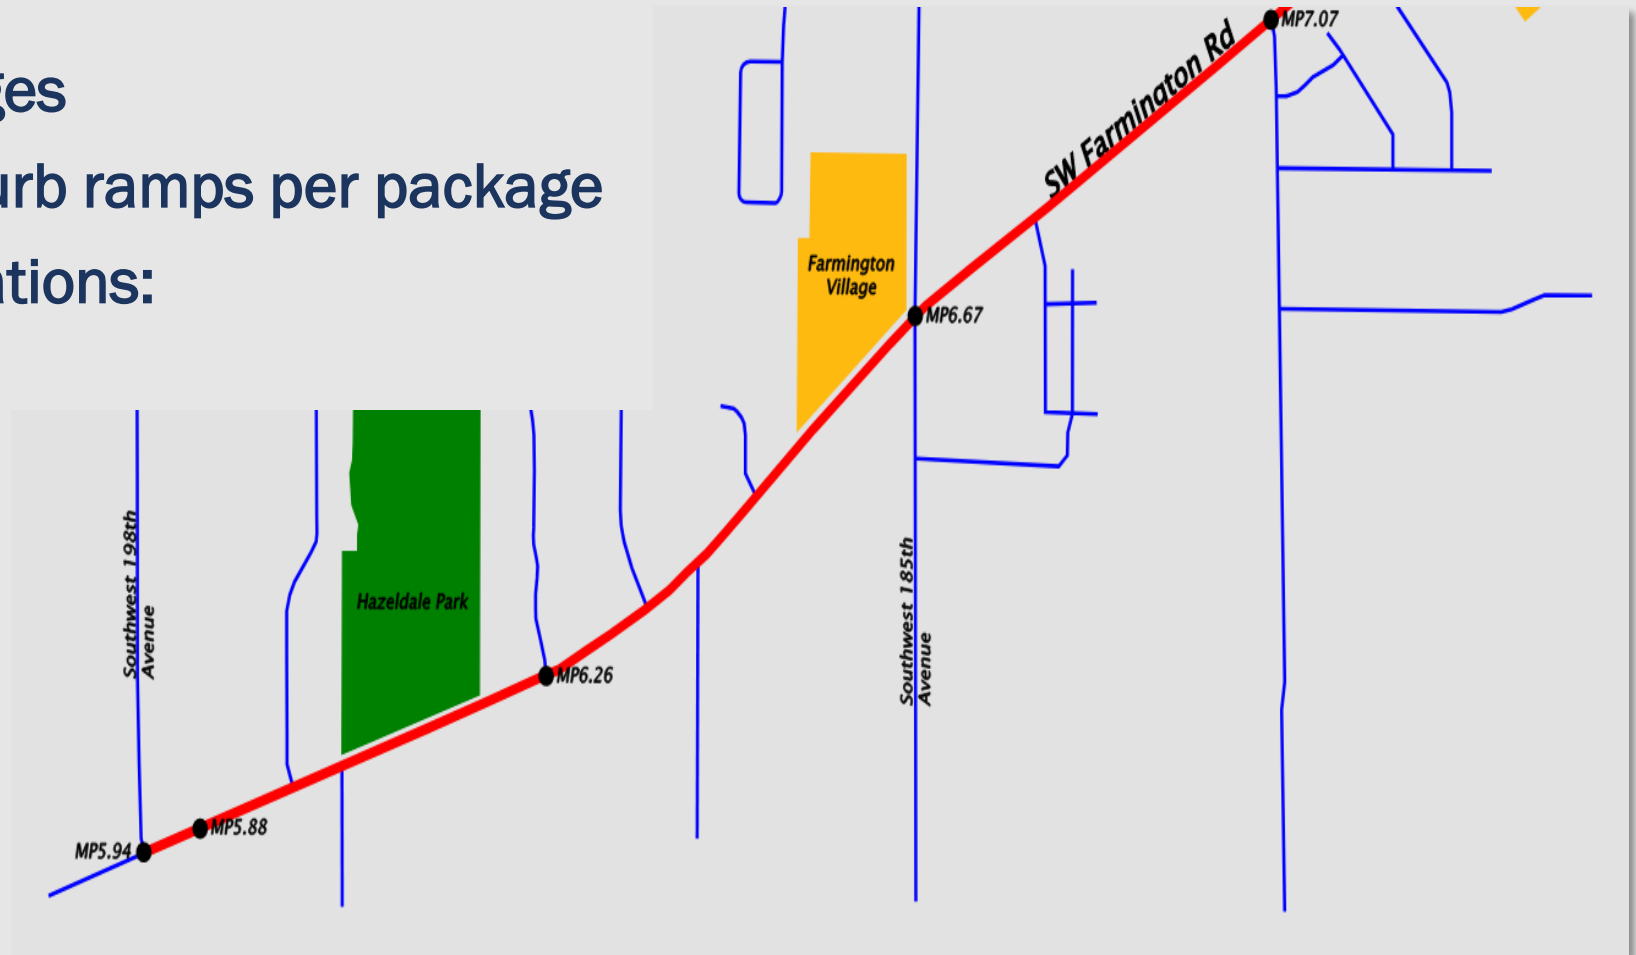 ges
urb ramps per package
ations:
MP7.07
SW Farmington Rd
Farmington
Village
MP6.67
Southwest 198th
Avenue
Hazeldale Park
Southwest 185th
Avenue
MP6.26
MP5.88
MP5.94